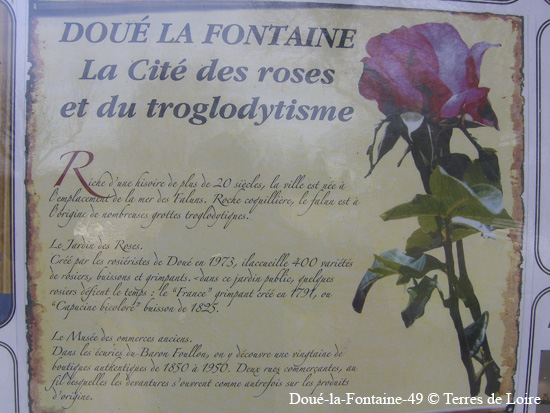 DOUÉ LA FONTAINE
La Cité des roses
et du troglodytisme
Riche d'une hisoire de plus de 20 siècles, la ville est née à
l'emplacement de la mer des Faluns. Roche coquillière, le falun est à
l'origine de nombreuses grottes troglodytiques.
Le Jardin des Roses.
Créé par les rosiéristes de Doué en 1973, ilaccueille 400 variétés
de rosiers, buissons et grimpants. -dans ce jardin public, quelques
rosiers défient le temps : le "France" grimpant créé en 1791, ou
"Capucine bicolore" buisson de 1825.
Le Musée des ommerces anciens.
Dans les écuries du Baron Foullon, on y découvre une vingtaine de
boutiques authentiques de 1850 à 1950. Deux rues commerçantes, au
fil desquelles les devantures s'ouvrent comme autrefois sur les produits
d'origine.
Doué-la-Fontaine-49 © Terres de Loire